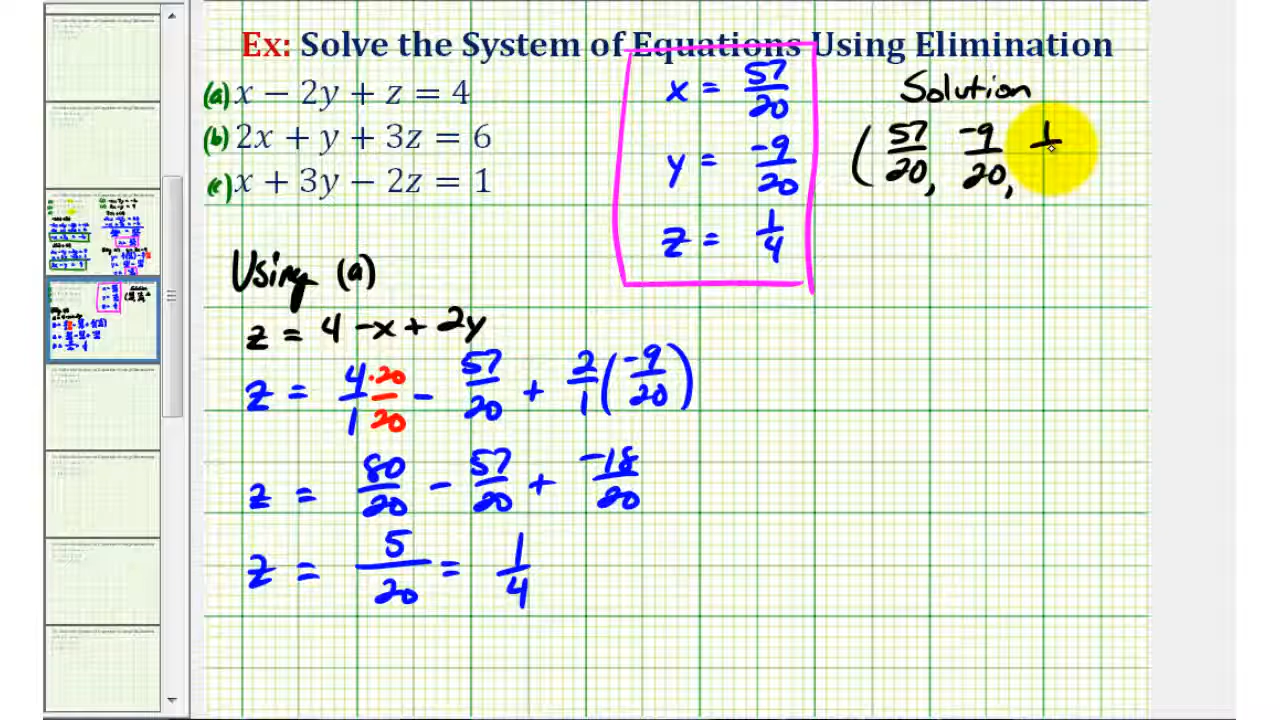 Ex: Solve the System of Equations Using Elimination
(a) x − 2y + z = 4
(b) 2x + y + 3z = 6
(c) x + 3y − 2z = 1
x = 57/20
y = -9/20
z = 1/4
Solution
( 57/20, -9/20, 1
Using (a)
z = 4 - x + 2y
z = 4/1 · 20/20 - 57/20 + 2/1 ( -9/20 )
z = 80/20 - 57/20 + -18/20
z = 5/20 = 1/4